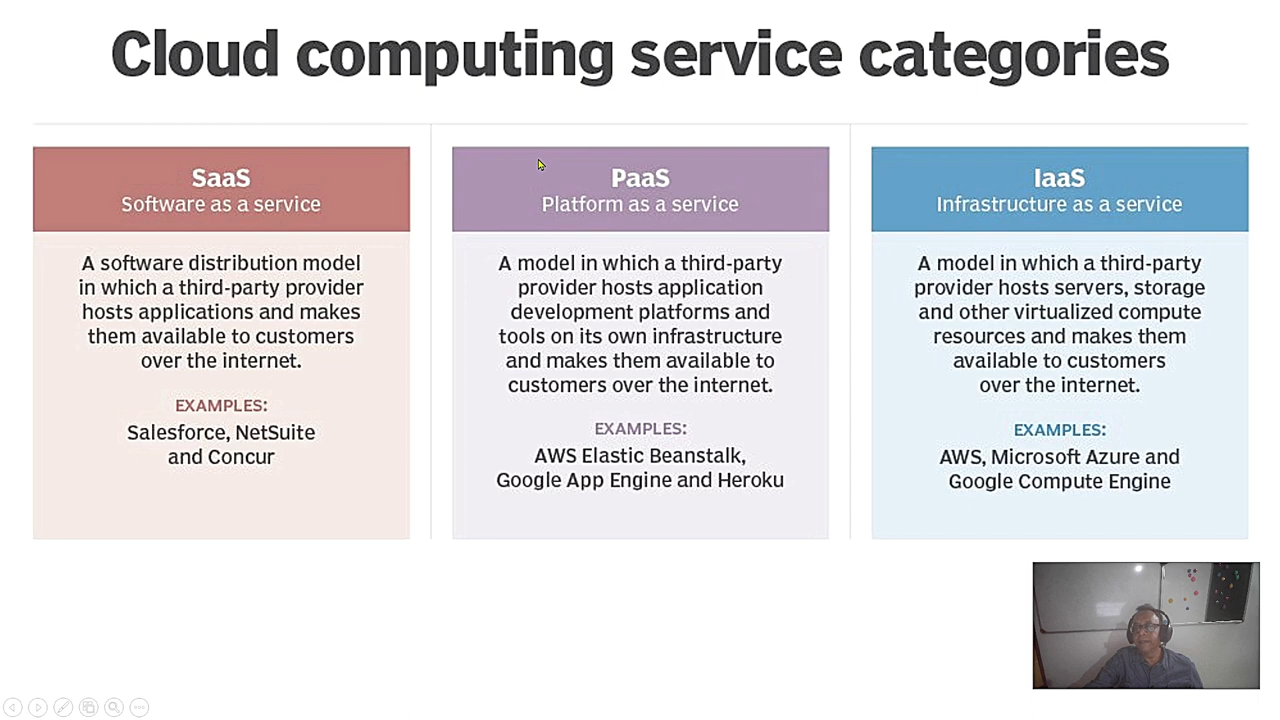 Cloud computing service categories
SaaS
Software as a service
A software distribution model
in which a third-party provider
hosts applications and makes
them available to customers
over the internet.
EXAMPLES:
Salesforce, NetSuite
and Concur
PaaS
Platform as a service
A model in which a third-party
provider hosts application
development platforms and
tools on its own infrastructure
and makes them available to
customers over the internet.
EXAMPLES:
AWS Elastic Beanstalk,
Google App Engine and Heroku
IaaS
Infrastructure as a service
A model in which a third-party
provider hosts servers, storage
and other virtualized compute
resources and makes them
available to customers
over the internet.
EXAMPLES:
AWS, Microsoft Azure and
Google Compute Engine